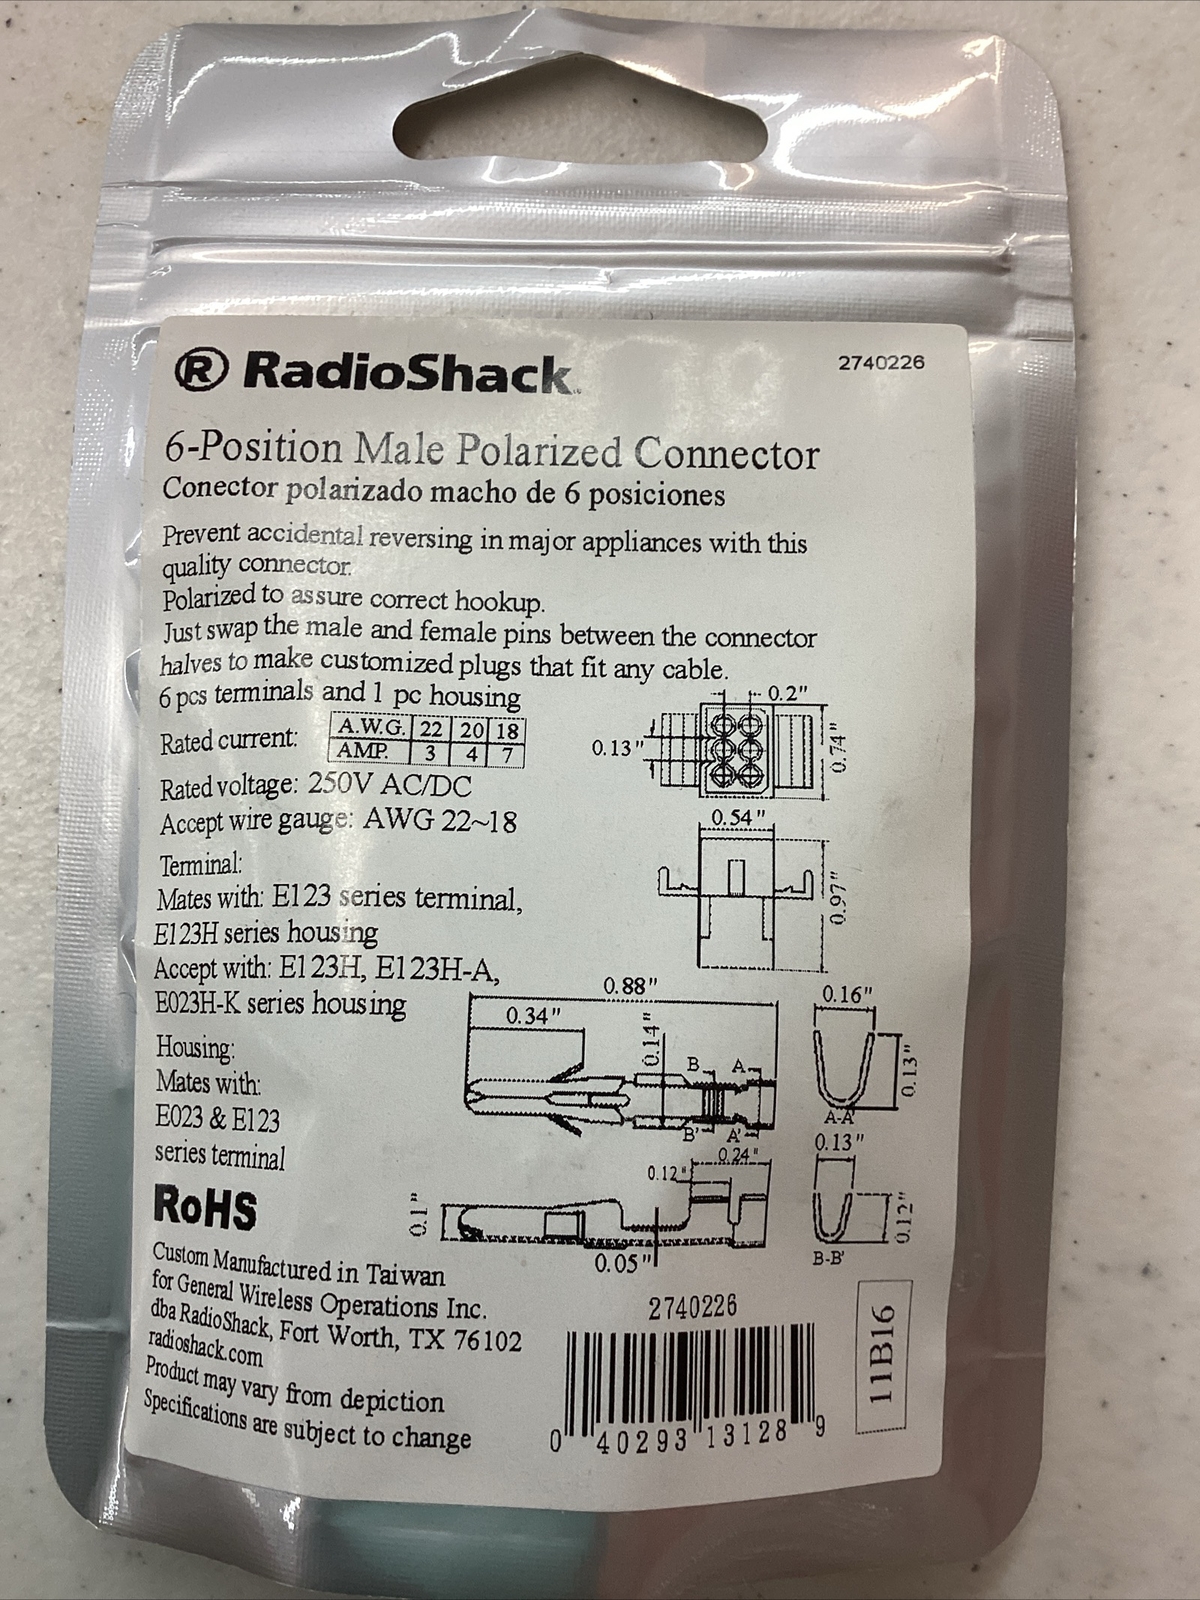 ® RadioShack
2740226
6-Position Male Polarized Connector
Conector polarizado macho de 6 posiciones
Prevent accidental reversing in major appliances with this
quality connector.
Polarized to assure correct hookup.
Just swap the male and female pins between the connector
halves to make customized plugs that fit any cable.
6 pcs terminals and 1 pc housing
Rated current:
A.W.G. 22 20 18
AMP. 3 4 7
Rated voltage: 250V AC/DC
Accept wire gauge: AWG 22~18
Terminal:
Mates with: E123 series terminal,
E123H series housing
Accept with: E123H, E123H-A,
E023H-K series housing
Housing:
Mates with:
E023 & E123
series terminal
0.2"
0.13"
0.74"
0.54"
0.97"
0.88"
0.34"
0.14"
B A
B' A'
0.16"
0.13"
A-A'
0.24"
0.12"
0.1"
0.05"
0.13"
0.12"
B-B'
RoHS
Custom Manufactured in Taiwan
for General Wireless Operations Inc.
dba RadioShack, Fort Worth, TX 76102
radioshack.com
Product may vary from depiction
Specifications are subject to change
2740226
0 40293 13128 9
11B16